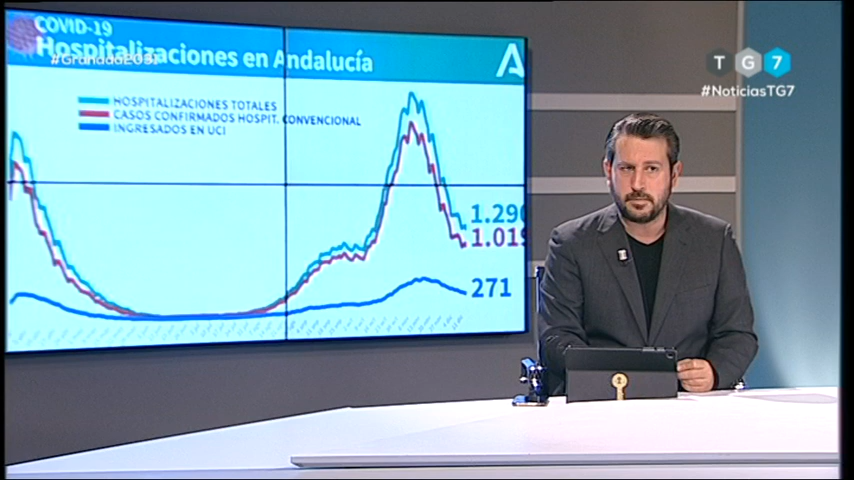 COVID-19
Hospitalizaciones en Andalucía
#Granada2031
HOSPITALIZACIONES TOTALES
CASOS CONFIRMADOS HOSPIT. CONVENCIONAL
INGRESADOS EN UCI
1.290
1.019
271
TG7
#NoticiasTG7